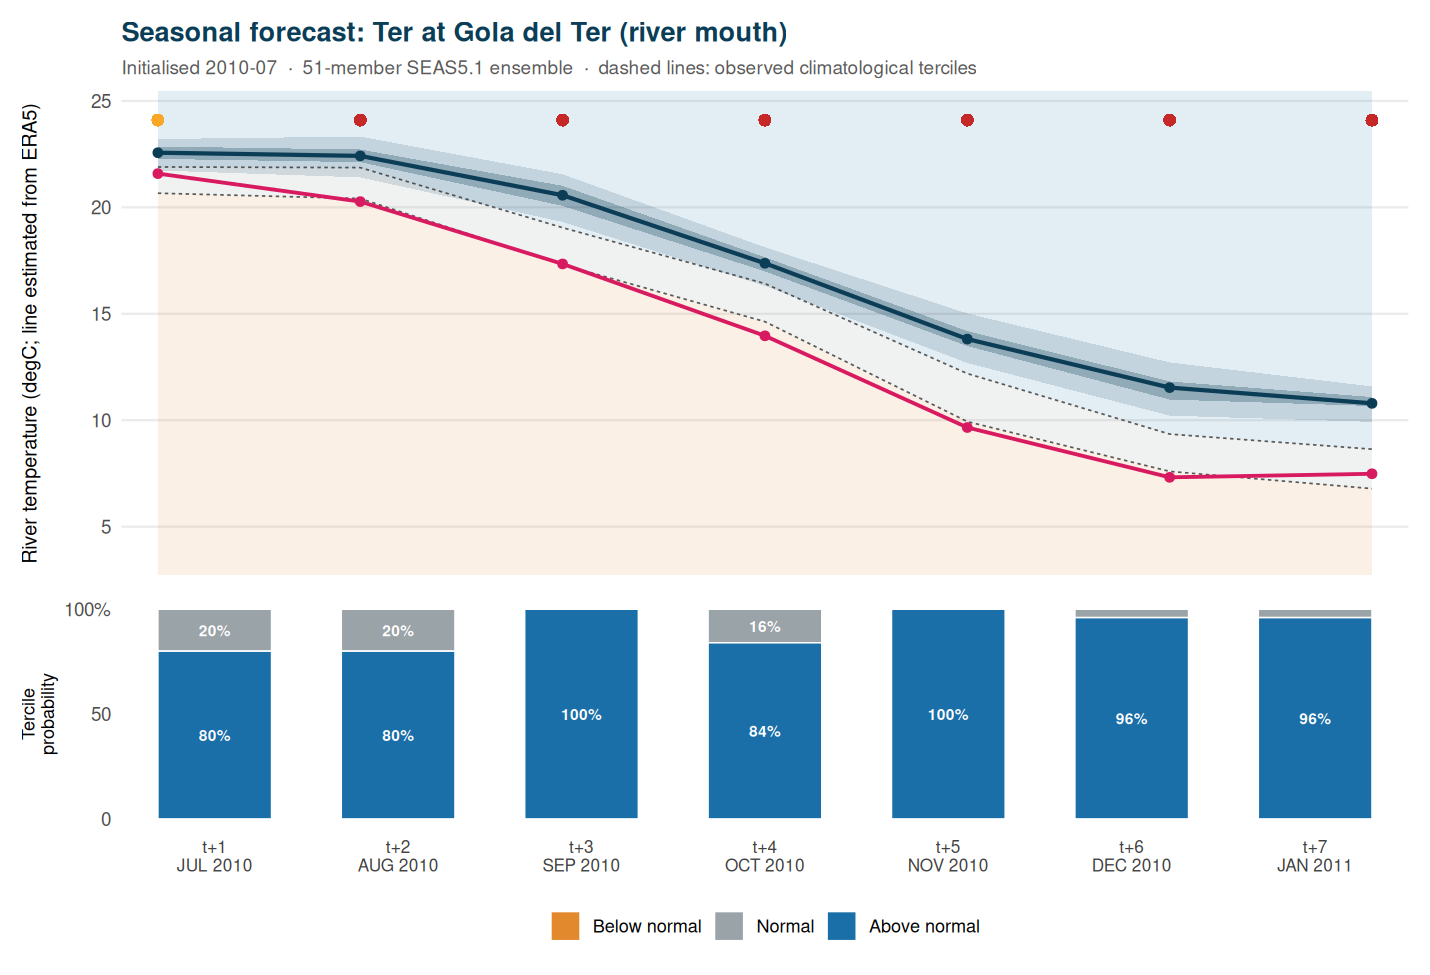 Seasonal forecast: Ter at Gola del Ter (river mouth)
Initialised 2010-07 · 51-member SEAS5.1 ensemble · dashed lines: observed climatological terciles
River temperature (degC; line estimated from ERA5)
25
20
15
10
5
Tercile
probability
100%
50
0
20%
80%
20%
80%
100%
16%
84%
100%
96%
96%
t+1
JUL 2010
t+2
AUG 2010
t+3
SEP 2010
t+4
OCT 2010
t+5
NOV 2010
t+6
DEC 2010
t+7
JAN 2011
Below normal
Normal
Above normal